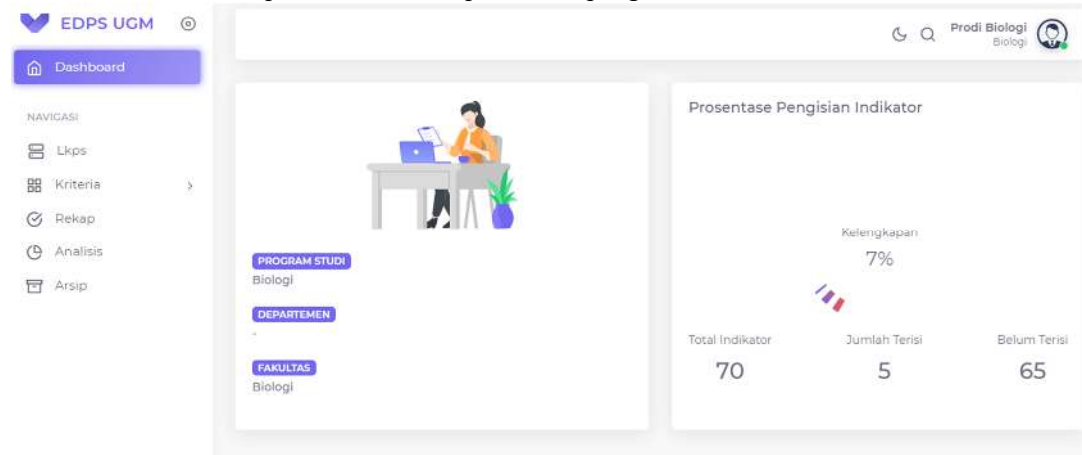 EDPS UGM
Dashboard
NAVIGASI
Lkps
Kriteria
Rekap
Analisis
Arsip
Prodi Biologi
Biologi
PROGRAM STUDI
Biologi
DEPARTEMEN
-
FAKULTAS
Biologi
Prosentase Pengisian Indikator
Kelengkapan
7%
Total Indikator Jumlah Terisi Belum Terisi
70 5 65